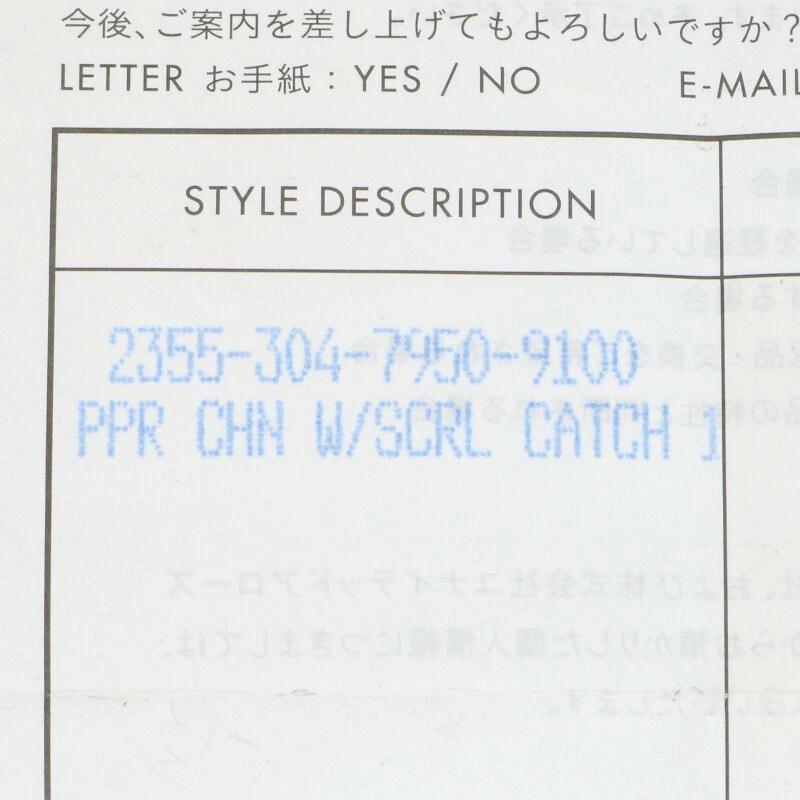 今後、ご案内を差し上げてもよろしいですか?
LETTER お手紙：YES / NO E-MAIL
STYLE DESCRIPTION
2355-304-7950-9100
PPR CHN W/SCRL CATCH 1